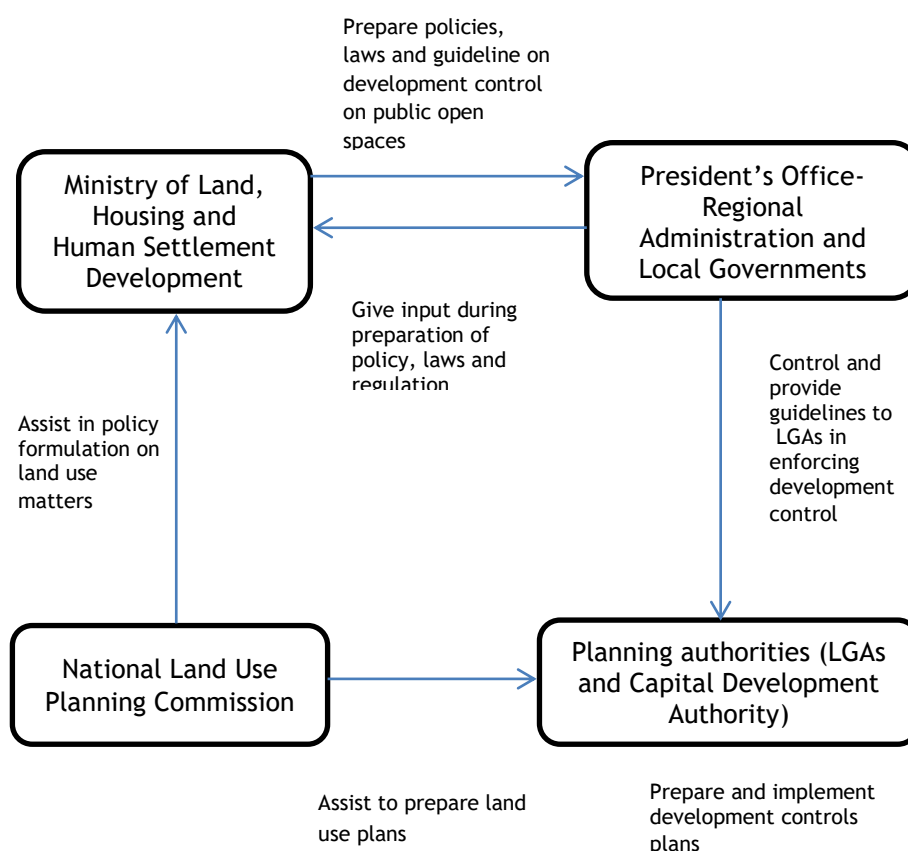 Prepare policies,
laws and guideline on
development control
on public open
spaces
Ministry of Land,
Housing and
Human Settlement
Development
President’s Office-
Regional
Administration and
Local Governments
Give input during
preparation of
policy, laws and
regulation
Control and
provide
guidelines to
LGAs in
enforcing
development
control
Assist in policy
formulation on
land use
matters
National Land Use
Planning Commission
Planning authorities (LGAs
and Capital Development
Authority)
Assist to prepare land
use plans
Prepare and implement
development controls
plans